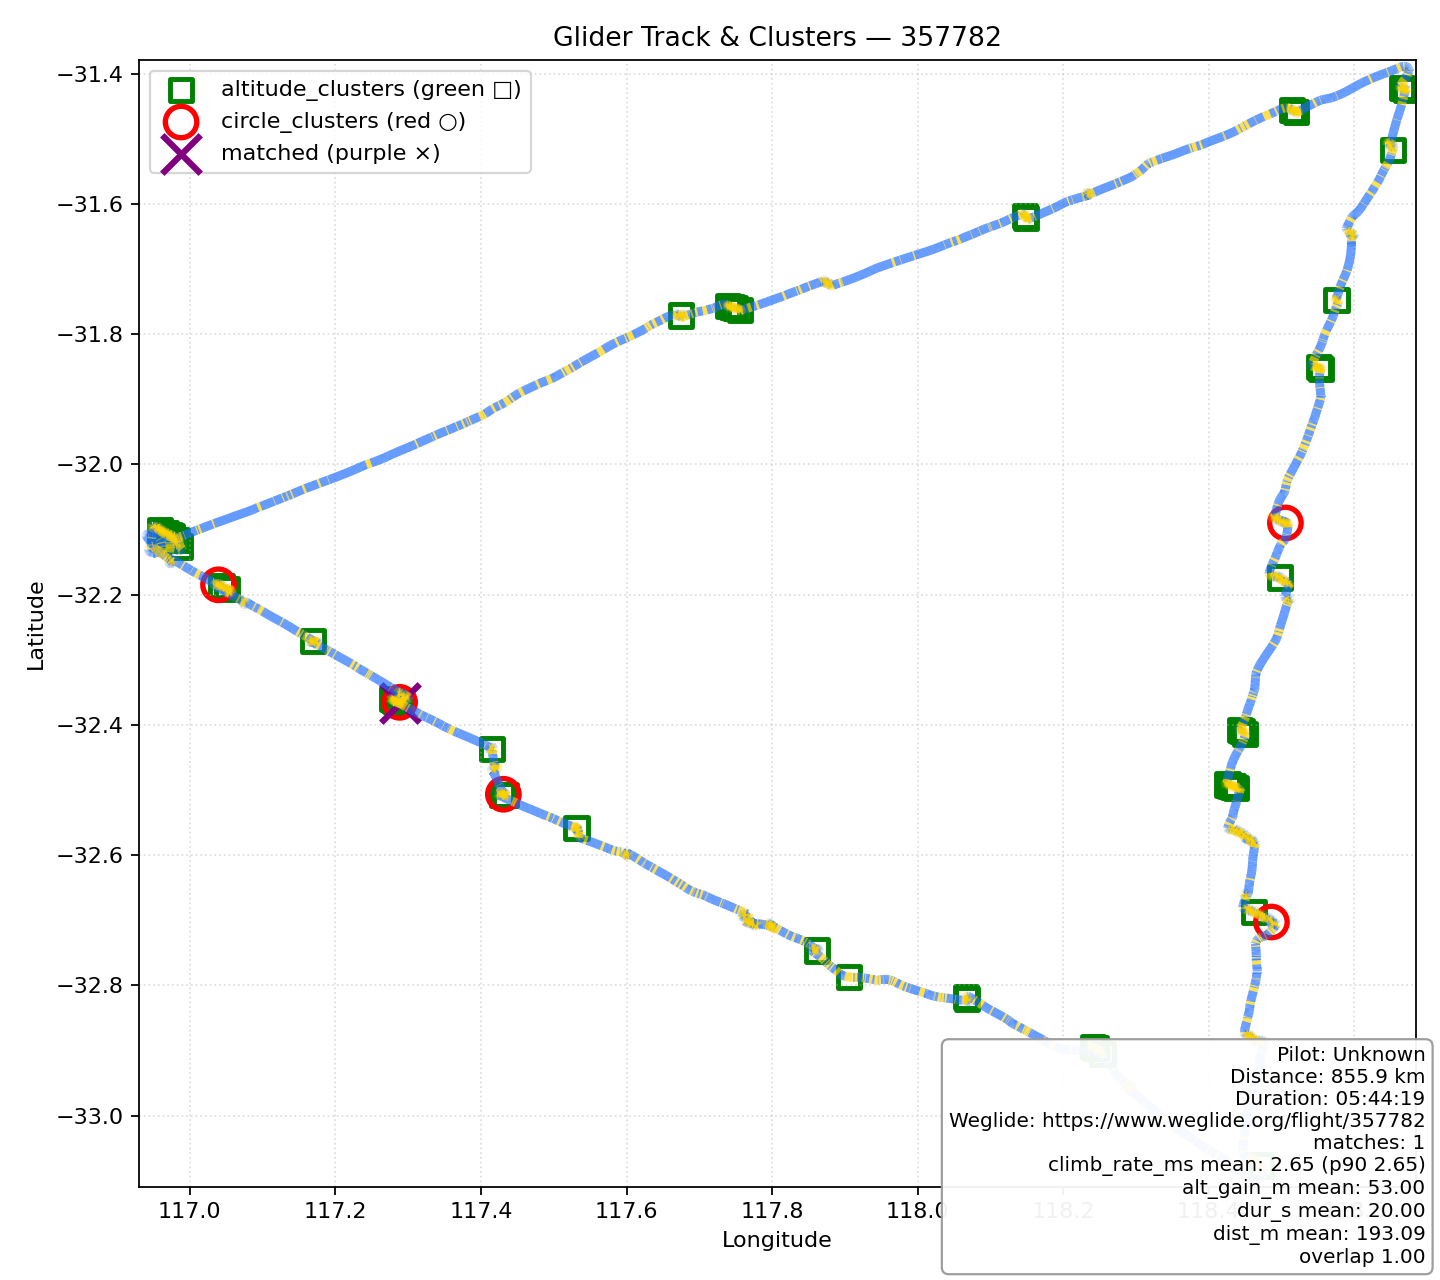 Glider Track & Clusters — 357782
altitude_clusters (green □)
circle_clusters (red ○)
matched (purple ×)
Latitude
−31.4
−31.6
−31.8
−32.0
−32.2
−32.4
−32.6
−32.8
−33.0
117.0 117.2 117.4 117.6 117.8 118.0 118.2 118.4
Longitude
Pilot: Unknown
Distance: 855.9 km
Duration: 05:44:19
Weglide: https://www.weglide.org/flight/357782
matches: 1
climb_rate_ms mean: 2.65 (p90 2.65)
alt_gain_m mean: 53.00
dur_s mean: 20.00
dist_m mean: 193.09
overlap 1.00